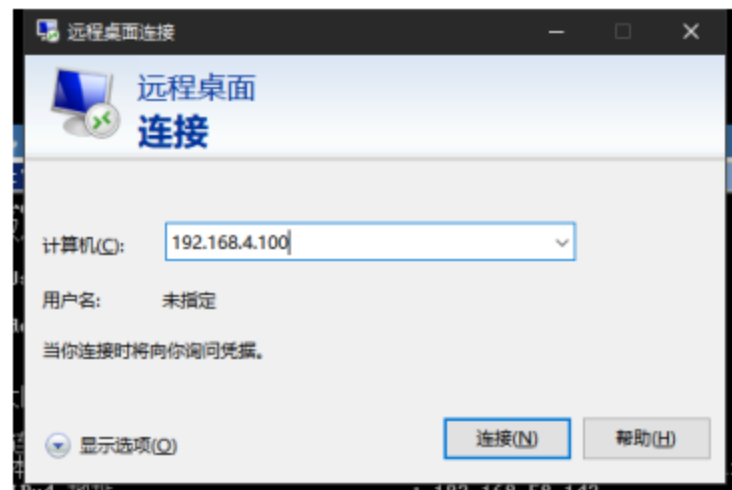 远程桌面连接
远程桌面
连接
计算机(C): 192.168.4.100
用户名: 未指定
当你连接时将向你询问凭据。
显示选项(O) 连接(N) 帮助(H)